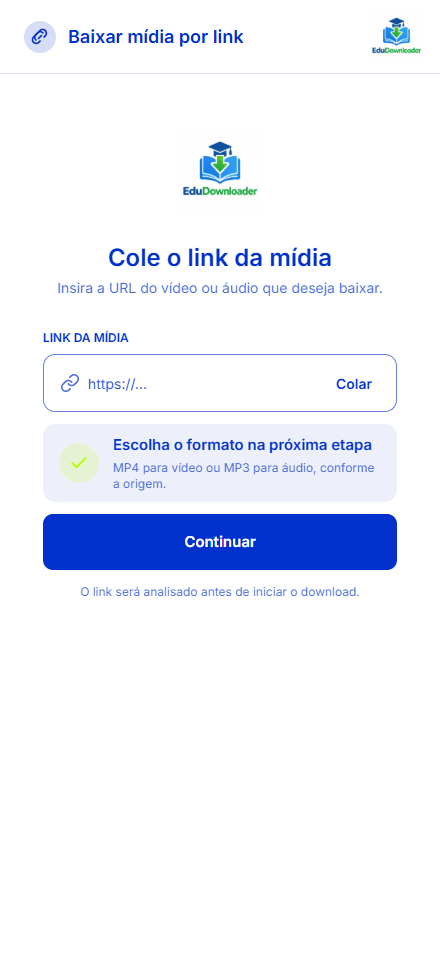 Baixar mídia por link
EduDownloader
EduDownloader
Cole o link da mídia
Insira a URL do vídeo ou áudio que deseja baixar.
LINK DA MÍDIA
https://... Colar
Escolha o formato na próxima etapa
MP4 para vídeo ou MP3 para áudio, conforme
a origem.
Continuar
O link será analisado antes de iniciar o download.